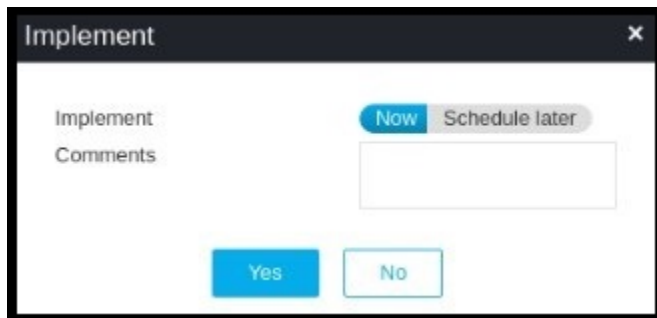 Implement ×
Implement Now Schedule later
Comments
Yes No